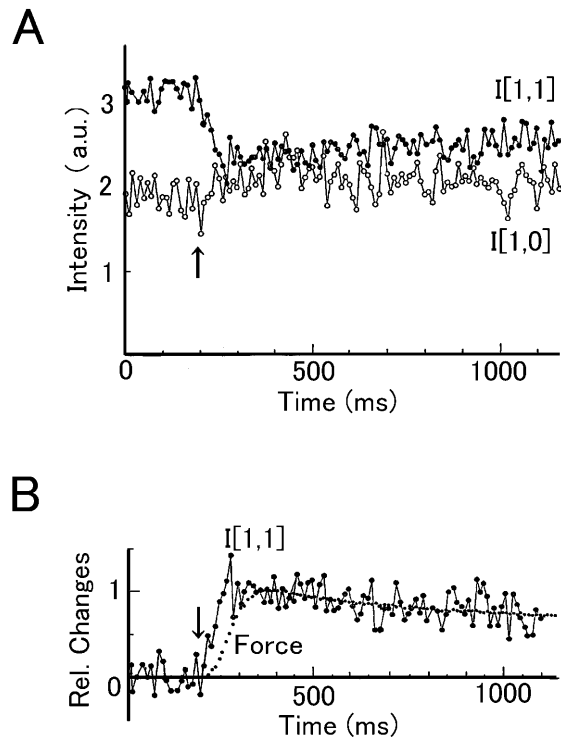 A
Intensity (a.u.)
3
2
1
I[1,1]
I[1,0]
0
500
1000
Time (ms)
B
Rel. Changes
1
0
I[1,1]
Force
500
1000
Time (ms)